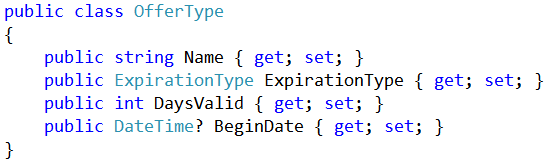 public class OfferType
{
    public string Name { get; set; }
    public ExpirationType ExpirationType { get; set; }
    public int DaysValid { get; set; }
    public DateTime? BeginDate { get; set; }
}